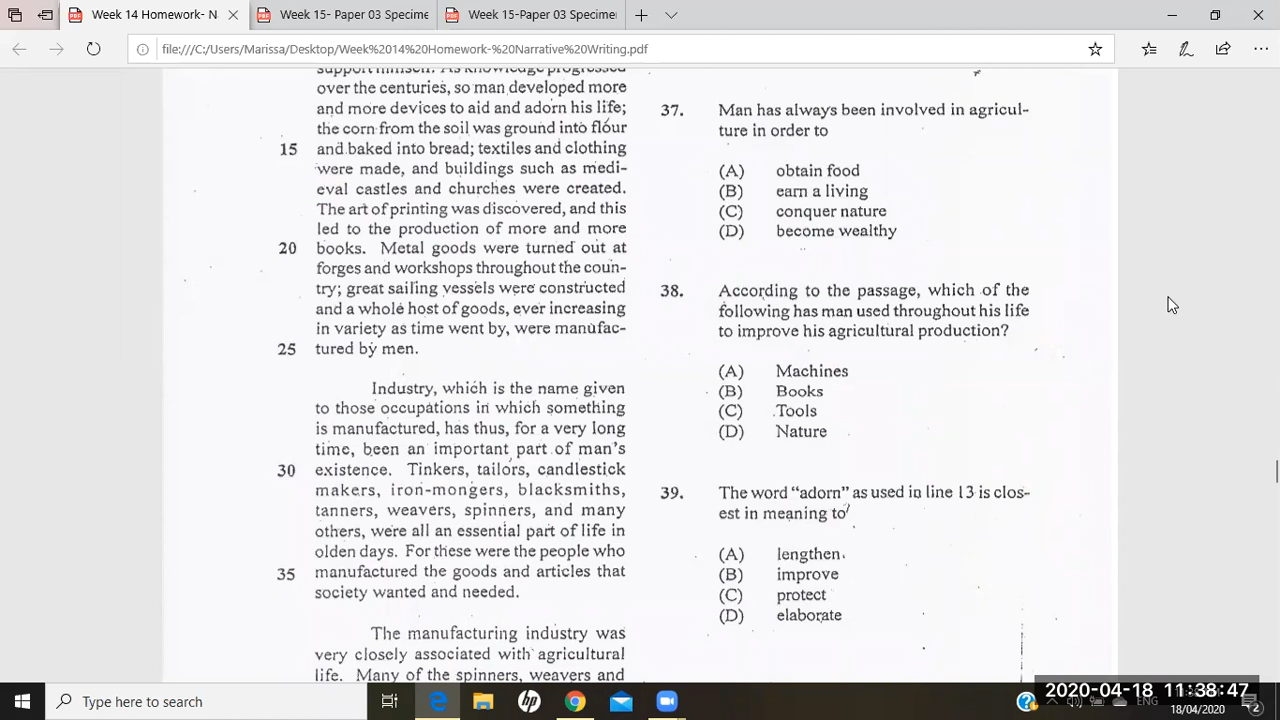 Week 14 Homework- N
Week 15- Paper 03 Specime
Week 15-Paper 03 Specimer
file:///C:/Users/Marissa/Desktop/Week%2014%20Homework-%20Narrative%20Writing.pdf
support himself. As knowledge progressed
over the centuries, so man developed more
and more devices to aid and adorn his life;
the corn from the soil was ground into flour
15 and baked into bread; textiles and clothing
were made, and buildings such as medi-
eval castles and churches were created.
The art of printing was discovered, and this
led to the production of more and more
20 books. Metal goods were turned out at
forges and workshops throughout the coun-
try; great sailing vessels were constructed
and a whole host of goods, ever increasing
in variety as time went by, were manufac-
25 tured by men.
Industry, which is the name given
to those occupations in which something
is manufactured, has thus, for a very long
time, been an important part of man's
30 existence. Tinkers, tailors, candlestick
makers, iron-mongers, blacksmiths,
tanners, weavers, spinners, and many
others, were all an essential part of life in
olden days. For these were the people who
35 manufactured the goods and articles that
society wanted and needed.
The manufacturing industry was
very closely associated with agricultural
life. Many of the spinners, weavers and
37. Man has always been involved in agricul-
ture in order to
(A) obtain food
(B) earn a living
(C) conquer nature
(D) become wealthy
38. According to the passage, which of the
following has man used throughout his life
to improve his agricultural production?
(A) Machines
(B) Books
(C) Tools
(D) Nature
39. The word "adorn" as used in line 13 is clos-
est in meaning to
(A) lengthen
(B) improve
(C) protect
(D) elaborate
Type here to search
hp
ENG
2020-04-18 11:38:47
18/04/2020
2